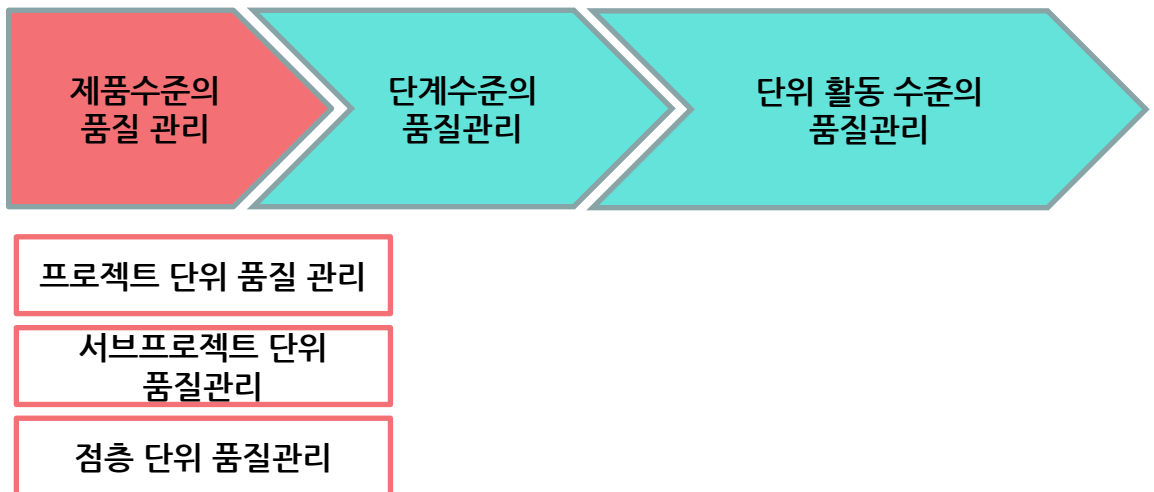 제품수준의
품질 관리
단계수준의
품질관리
단위 활동 수준의
품질관리
프로젝트 단위 품질 관리
서브프로젝트 단위
품질관리
점층 단위 품질관리